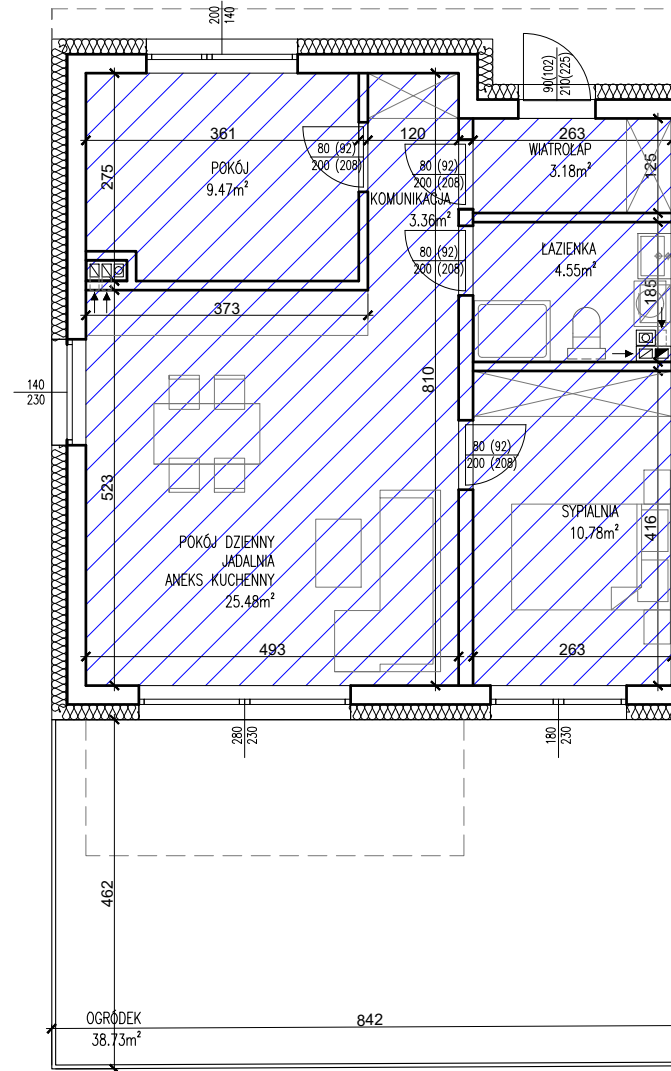 200
140
90(102)
210(225)
361
120
263
80 (92)
200 (208)
80 (92)
200 (208)
WIATROŁAP
3.18m²
125
275
POKÓJ
9.47m²
KOMUNIKACJA
3.36m²
80 (92)
200 (208)
ŁAZIENKA
4.55m²
185
373
140
230
810
80 (92)
200 (208)
523
SYPIALNIA
10.78m²
416
POKÓJ DZIENNY
JADALNIA
ANEKS KUCHENNY
25.48m²
493
263
280
230
180
230
462
OGRÓDEK
38.73m²
842